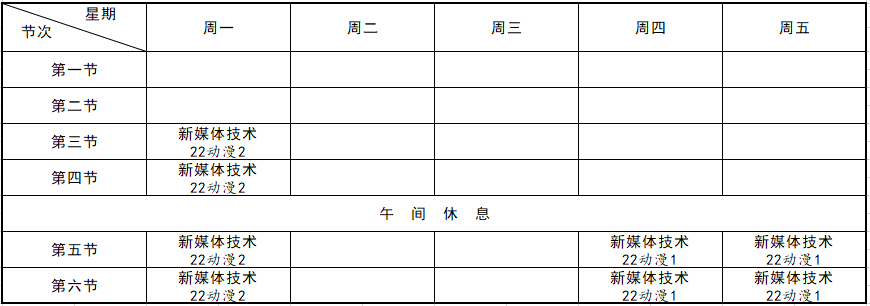 星期
节次
周一
周二
周三
周四
周五
第一节
第二节
第三节
新媒体技术
22动漫2
第四节
新媒体技术
22动漫2
午 间 休 息
第五节
新媒体技术
22动漫2
新媒体技术
22动漫1
新媒体技术
22动漫1
第六节
新媒体技术
22动漫2
新媒体技术
22动漫1
新媒体技术
22动漫1